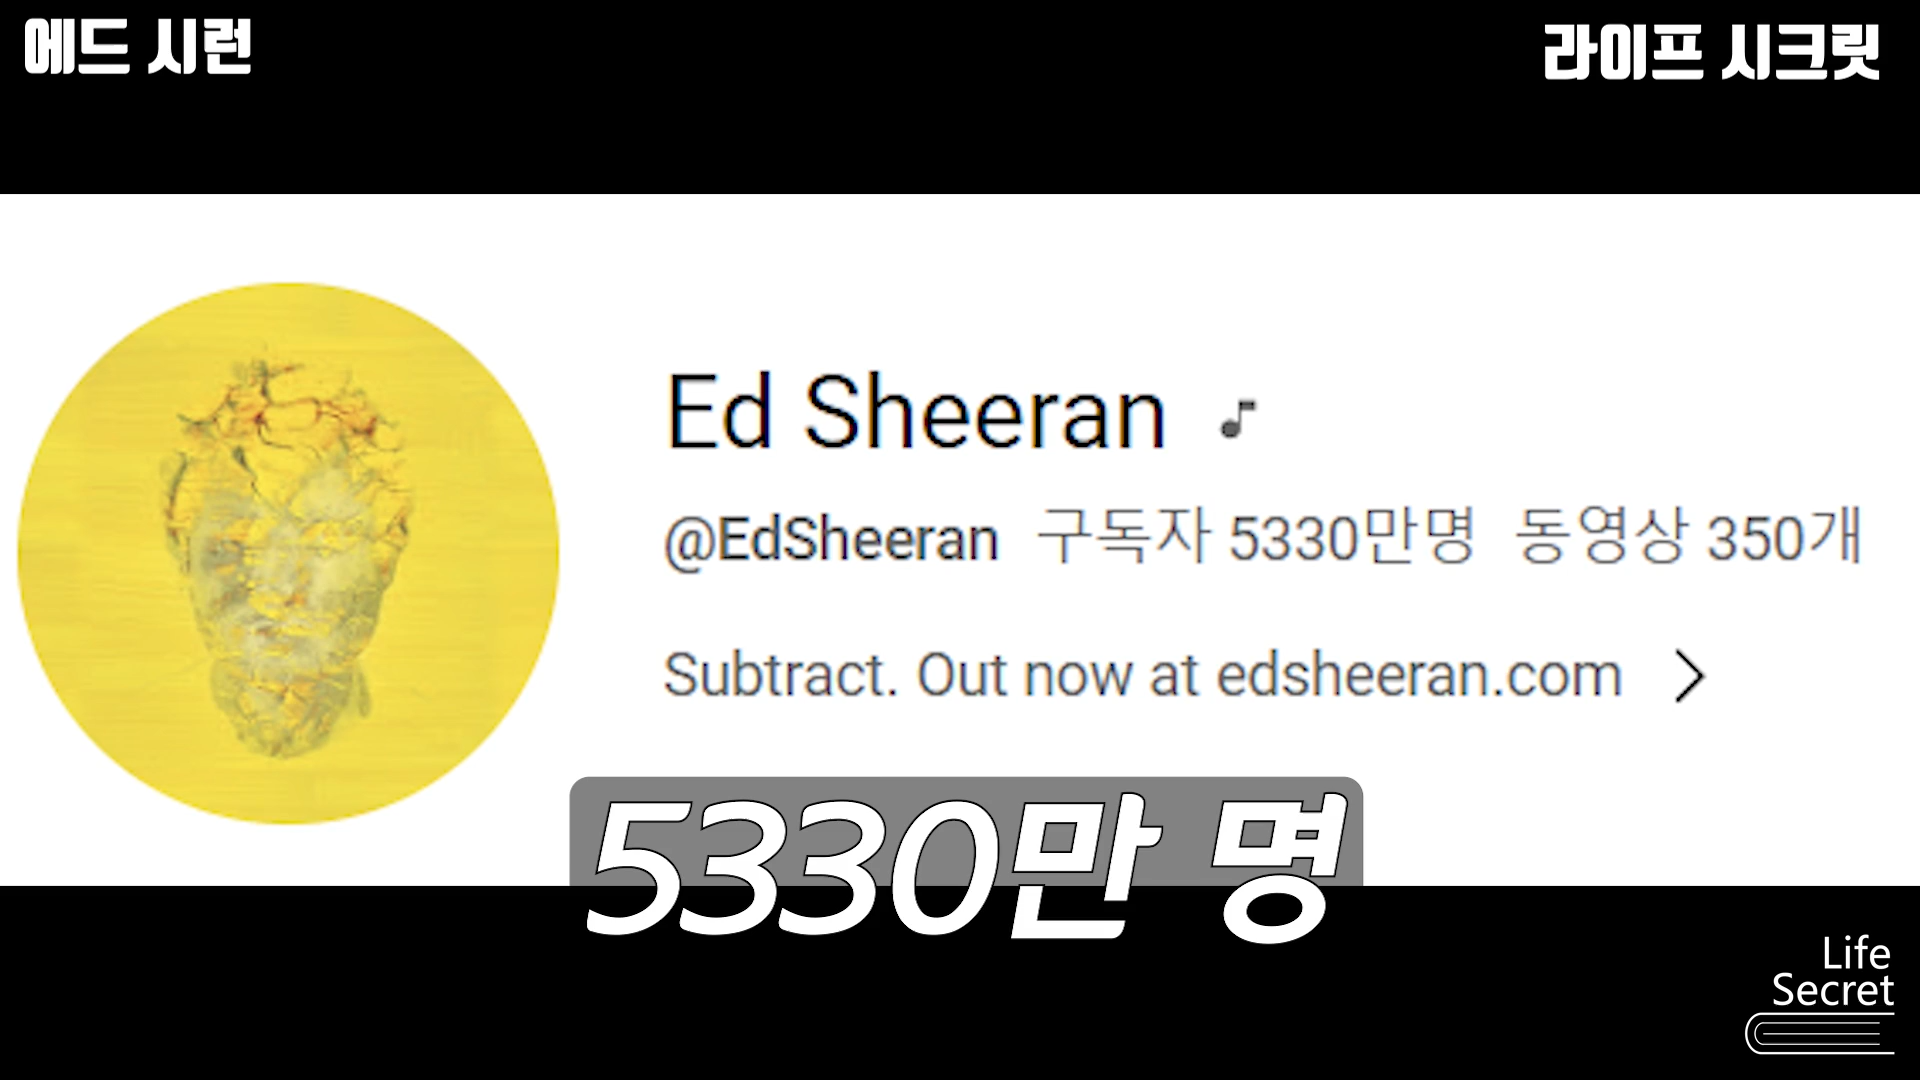 에드 시런
라이프 시크릿
Ed Sheeran
@EdSheeran 구독자 5330만명 동영상 350개
Subtract. Out now at edsheeran.com
5330만 명
Life
Secret